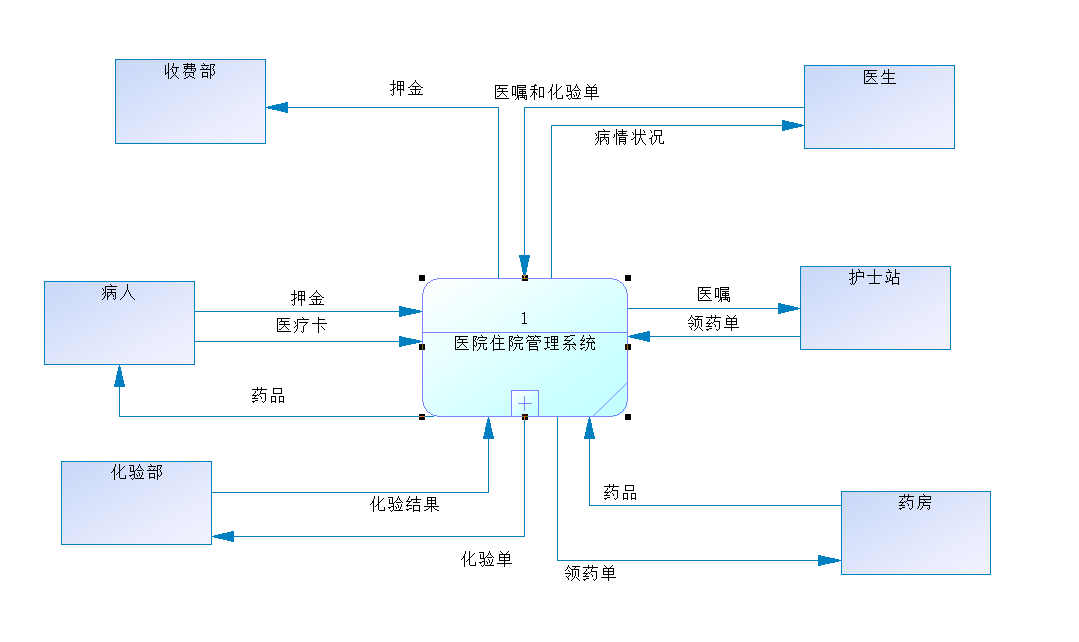 收费部
押金
医嘱和化验单
医生
病情状况
病人
押金
医疗卡
1
医院住院管理系统
医嘱
领药单
护士站
药品
化验部
化验结果
化验单
药品
药房
领药单